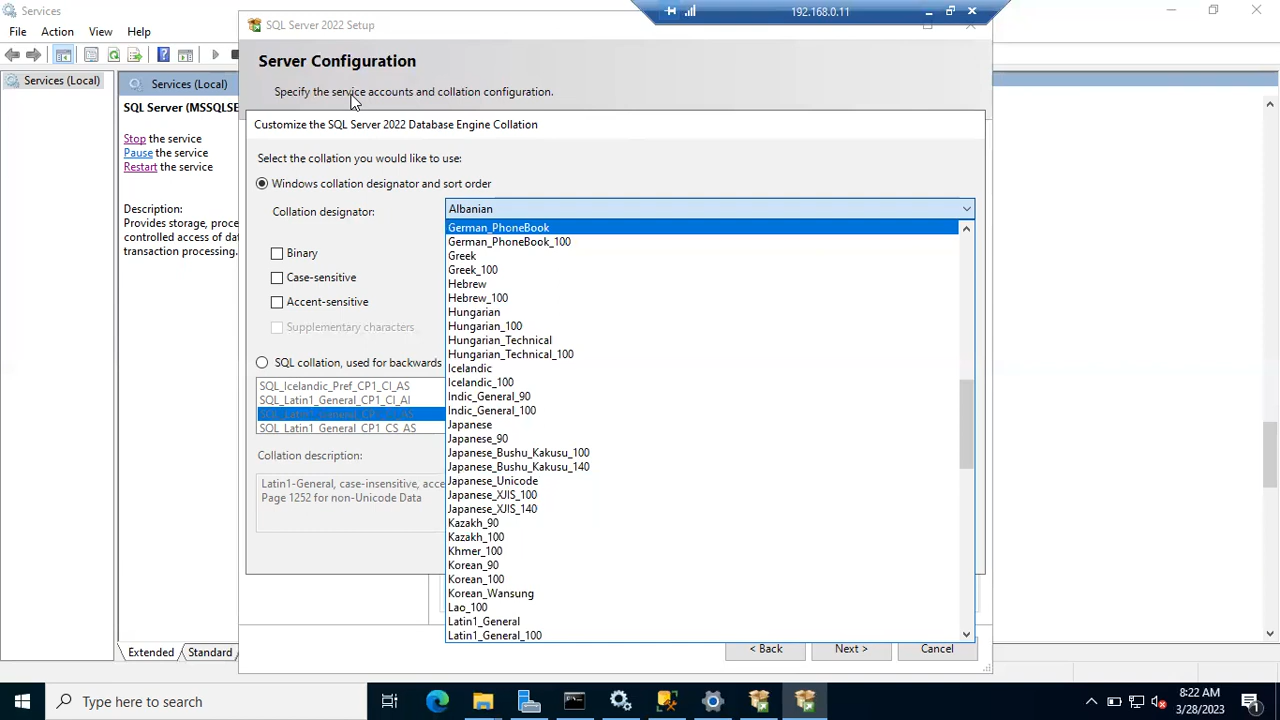 Services
192.168.0.11
SQL Server 2022 Setup
File Action View Help
Server Configuration
Specify the service accounts and collation configuration.
Services (Local)
Services (Local)
SQL Server (MSSQLSE
Stop the service
Pause the service
Restart the service
Description:
Provides storage, proce
controlled access of dat
transaction processing.
Customize the SQL Server 2022 Database Engine Collation
Select the collation you would like to use:
Windows collation designator and sort order
Collation designator:
Albanian
Binary
Case-sensitive
Accent-sensitive
Supplementary characters
SQL collation, used for backwards
SQL_Icelandic_Pref_CP1_CI_AS
SQL_Latin1_General_CP1_CI_AI
SQL_Latin1_General_CP1_CI_AS
SQL_Latin1_General_CP1_CS_AS
Collation description:
Latin1-General, case-insensitive, acce
Page 1252 for non-Unicode Data
German_PhoneBook
German_PhoneBook_100
Greek
Greek_100
Hebrew
Hebrew_100
Hungarian
Hungarian_100
Hungarian_Technical
Hungarian_Technical_100
Icelandic
Icelandic_100
Indic_General_90
Indic_General_100
Japanese
Japanese_90
Japanese_Bushu_Kakusu_100
Japanese_Bushu_Kakusu_140
Japanese_Unicode
Japanese_XJIS_100
Japanese_XJIS_140
Kazakh_90
Kazakh_100
Khmer_100
Korean_90
Korean_100
Korean_Wansung
Lao_100
Latin1_General
Latin1_General_100
< Back Next > Cancel
Extended Standard
Type here to search
8:22 AM
3/28/2023
1